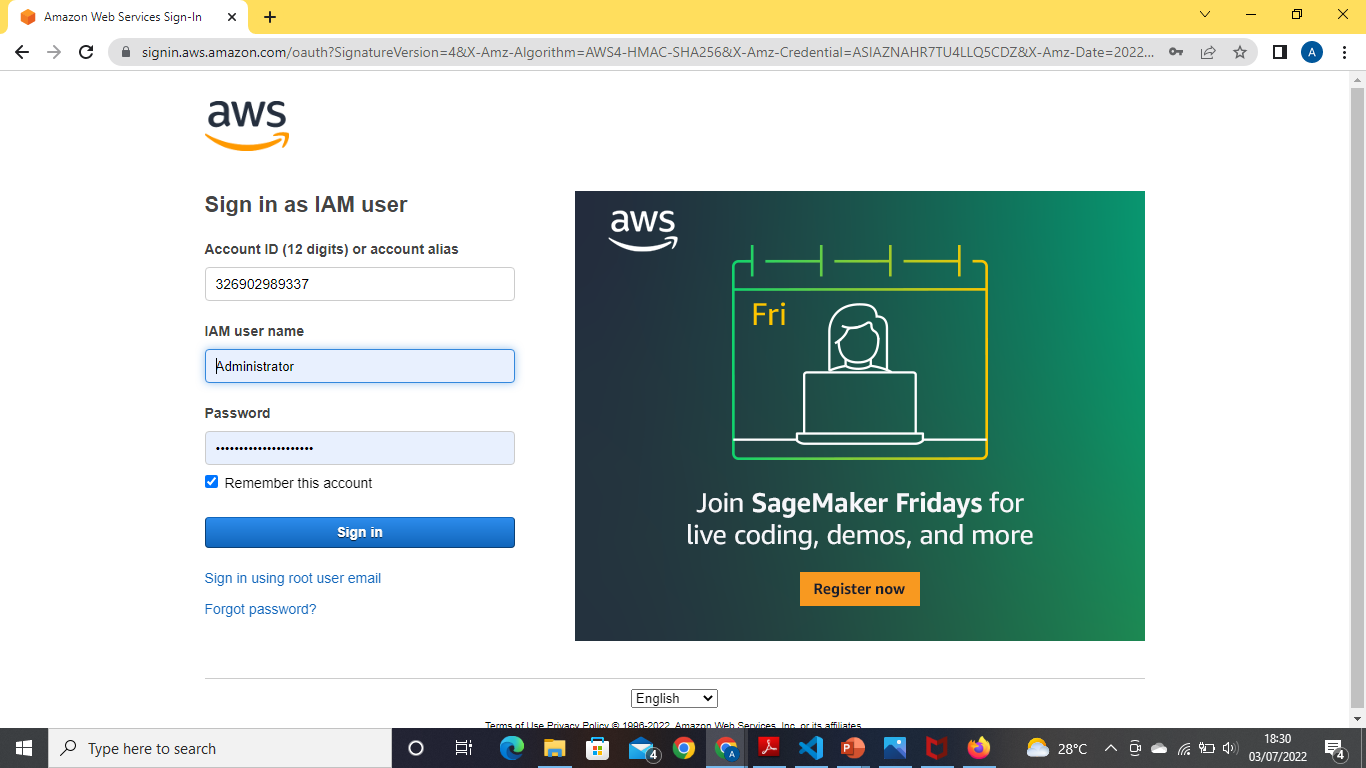 Amazon Web Services Sign-In
signin.aws.amazon.com/oauth?SignatureVersion=4&X-Amz-Algorithm=AWS4-HMAC-SHA256&X-Amz-Credential=ASIAZNAHR7TU4LLQ5CDZ&X-Amz-Date=2022...
A
aws
Sign in as IAM user
Account ID (12 digits) or account alias
326902989337
IAM user name
Administrator
Password
Remember this account
Sign in
Sign in using root user email
Forgot password?
aws
Fri
Join SageMaker Fridays for
live coding, demos, and more
Register now
English
Terms of Use Privacy Policy © 1996-2022, Amazon Web Services, Inc. or its affiliates.
Type here to search
4
A
28°C
18:30
03/07/2022
4